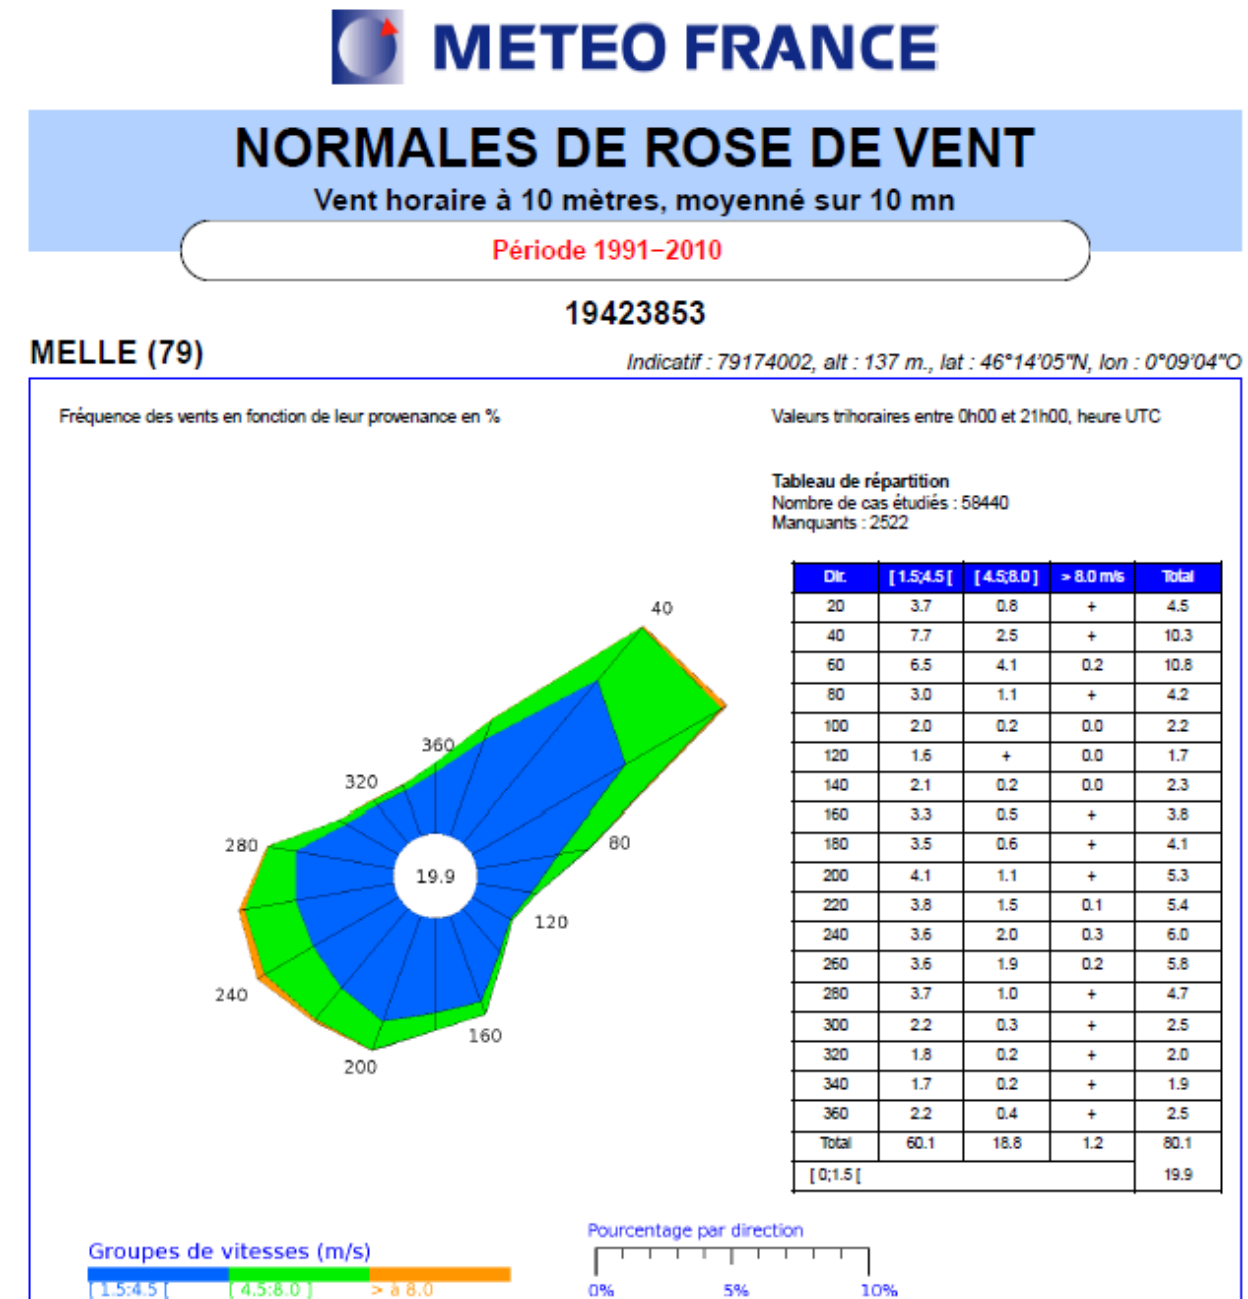 METEO FRANCE
NORMALES DE ROSE DE VENT
Vent horaire à 10 mètres, moyenné sur 10 mn
Période 1991–2010
19423853
MELLE (79)
Indicatif : 79174002, alt : 137 m., lat : 46°14'05"N, lon : 0°09'04"O
Fréquence des vents en fonction de leur provenance en %
Valeurs trihoraires entre 0h00 et 21h00, heure UTC
Tableau de répartition
Nombre de cas étudiés : 58440
Manquants : 2522
Dir. [ 1.5;4.5 [ [ 4.5;8.0 ] > 8.0 m/s Total
20 3.7 0.8 + 4.5
40 7.7 2.5 + 10.3
60 6.5 4.1 0.2 10.8
80 3.0 1.1 + 4.2
100 2.0 0.2 0.0 2.2
120 1.6 + 0.0 1.7
140 2.1 0.2 0.0 2.3
160 3.3 0.5 + 3.8
180 3.5 0.6 + 4.1
200 4.1 1.1 + 5.3
220 3.8 1.5 0.1 5.4
240 3.6 2.0 0.3 6.0
260 3.6 1.9 0.2 5.8
280 3.7 1.0 + 4.7
300 2.2 0.3 + 2.5
320 1.8 0.2 + 2.0
340 1.7 0.2 + 1.9
360 2.2 0.4 + 2.5
Total 60.1 18.8 1.2 80.1
[ 0;1.5 [ 19.9
40
360
320
280
80
19.9
120
240
160
200
Groupes de vitesses (m/s)
[ 1.5;4.5 [ [ 4.5;8.0 ] > à 8.0
Pourcentage par direction
0% 5% 10%